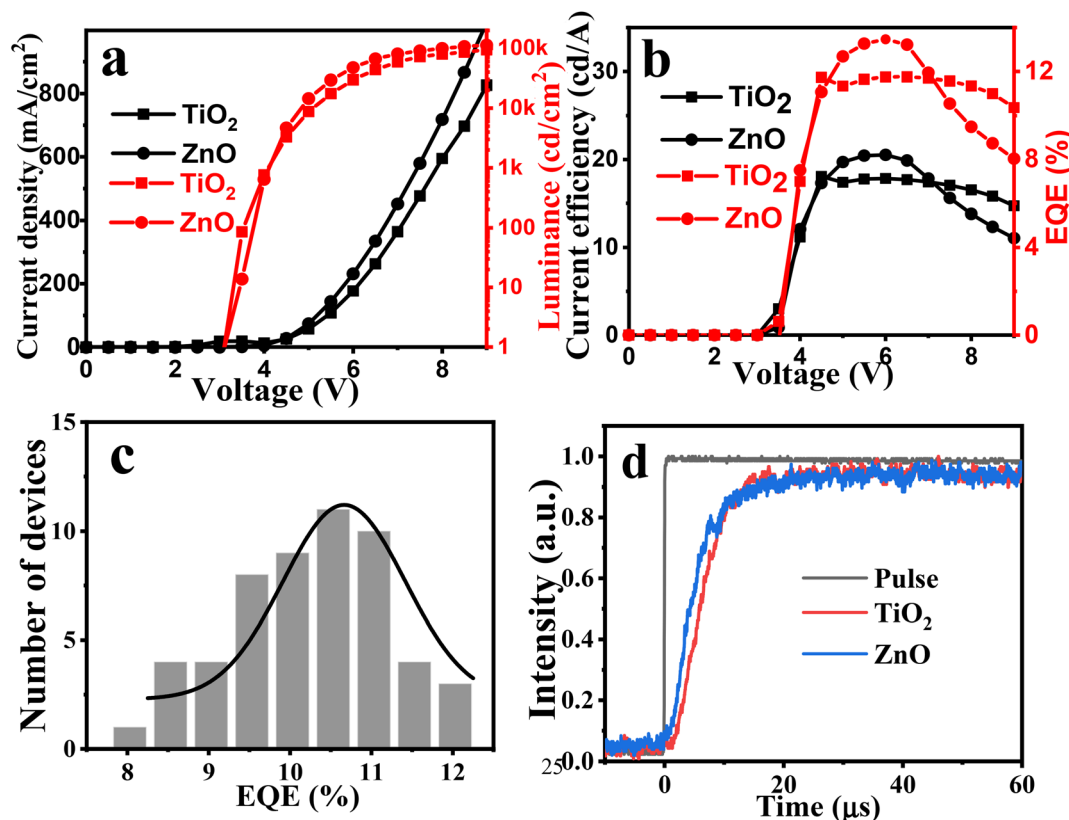 a
Current density (mA/cm²)
800
600
400
200
0
TiO₂
ZnO
TiO₂
ZnO
100k
10k
1k
100
10
1
Luminance (cd/cm²)
0 2 4 6 8
Voltage (V)
b
Current efficiency (cd/A)
30
20
10
0
TiO₂
ZnO
TiO₂
ZnO
12
8
4
0
EQE (%)
0 2 4 6 8
Voltage (V)
c
Number of devices
15
10
5
0
8 9 10 11 12
EQE (%)
d
Intensity (a.u.)
1.0
0.8
0.6
0.4
0.2
0.0
25
Pulse
TiO₂
ZnO
0 20 40 60
Time (μs)